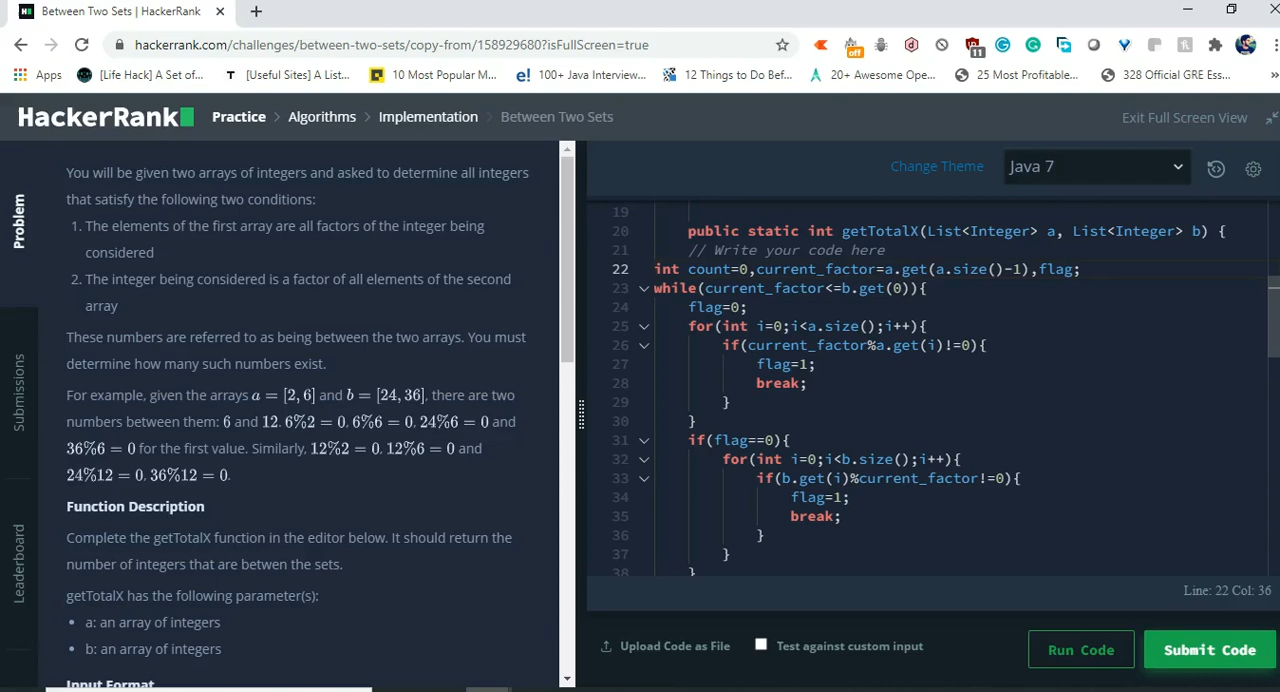 Between Two Sets | HackerRank
hackerrank.com/challenges/between-two-sets/copy-from/158929680?isFullScreen=true
off
11
Apps
[Life Hack] A Set of...
[Useful Sites] A List...
10 Most Popular M...
100+ Java Interview...
12 Things to Do Bef...
20+ Awesome Ope...
25 Most Profitable...
328 Official GRE Ess...
HackerRank
Practice > Algorithms > Implementation > Between Two Sets
Exit Full Screen View
Problem
Submissions
Leaderboard
You will be given two arrays of integers and asked to determine all integers
that satisfy the following two conditions:
1. The elements of the first array are all factors of the integer being
considered
2. The integer being considered is a factor of all elements of the second
array
These numbers are referred to as being between the two arrays. You must
determine how many such numbers exist.
For example, given the arrays a = [2, 6] and b = [24, 36], there are two
numbers between them: 6 and 12. 6%2 = 0, 6%6 = 0, 24%6 = 0 and
36%6 = 0 for the first value. Similarly, 12%2 = 0, 12%6 = 0 and
24%12 = 0, 36%12 = 0.
Function Description
Complete the getTotalX function in the editor below. It should return the
number of integers that are betwen the sets.
getTotalX has the following parameter(s):
• a: an array of integers
• b: an array of integers
Input Format
Change Theme
Java 7
19
20 public static int getTotalX(List<Integer> a, List<Integer> b) {
21 // Write your code here
22 int count=0,current_factor=a.get(a.size()-1),flag;
23 while(current_factor<=b.get(0)){
24 flag=0;
25 for(int i=0;i<a.size();i++){
26 if(current_factor%a.get(i)!=0){
27 flag=1;
28 break;
29 }
30 }
31 if(flag==0){
32 for(int i=0;i<b.size();i++){
33 if(b.get(i)%current_factor!=0){
34 flag=1;
35 break;
36 }
37 }
38 }
Line: 22 Col: 36
Upload Code as File
Test against custom input
Run Code
Submit Code